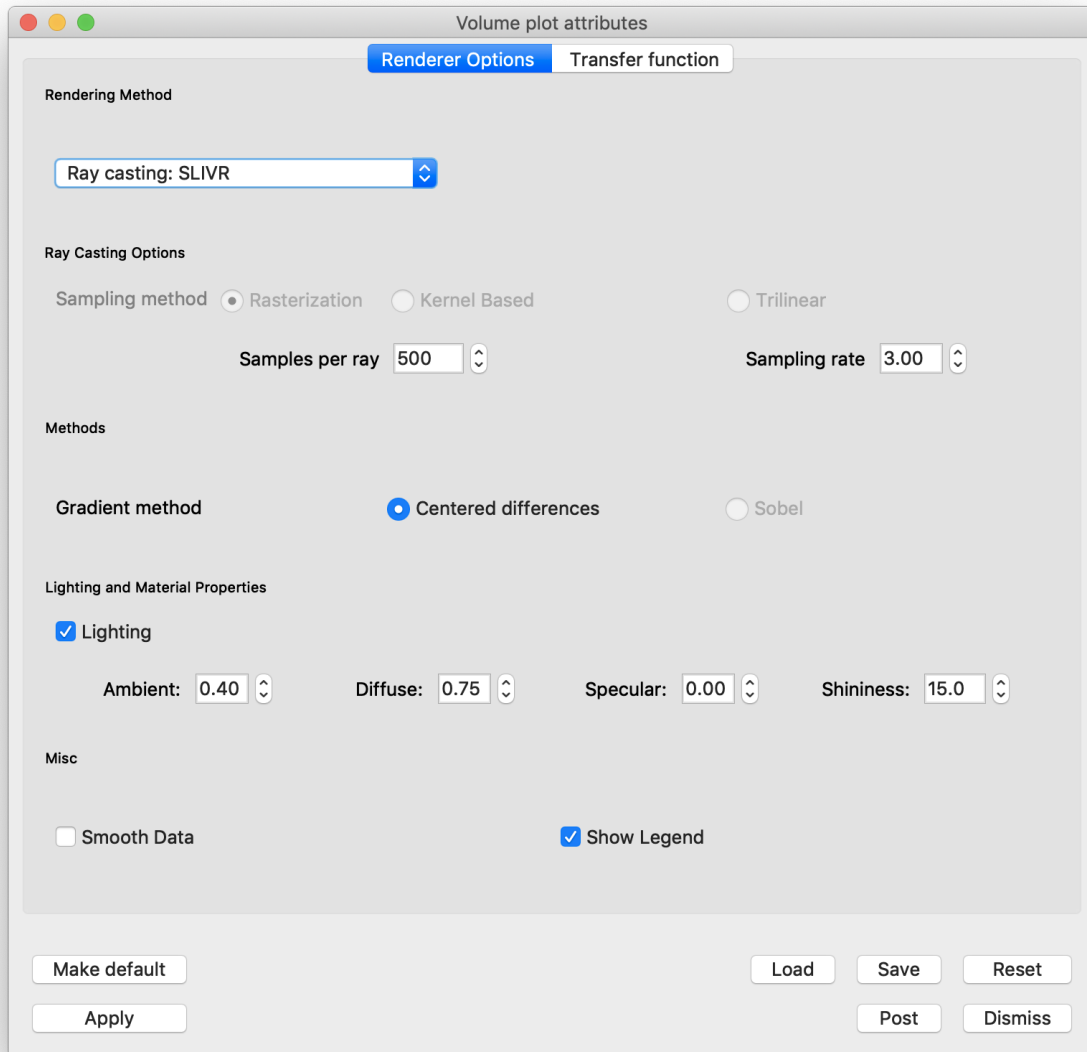 Volume plot attributes
Renderer Options Transfer function
Rendering Method
Ray casting: SLIVR
Ray Casting Options
Sampling method Rasterization Kernel Based Trilinear
Samples per ray 500 Sampling rate 3.00
Methods
Gradient method Centered differences Sobel
Lighting and Material Properties
Lighting
Ambient: 0.40 Diffuse: 0.75 Specular: 0.00 Shininess: 15.0
Misc
Smooth Data Show Legend
Make default Load Save Reset
Apply Post Dismiss